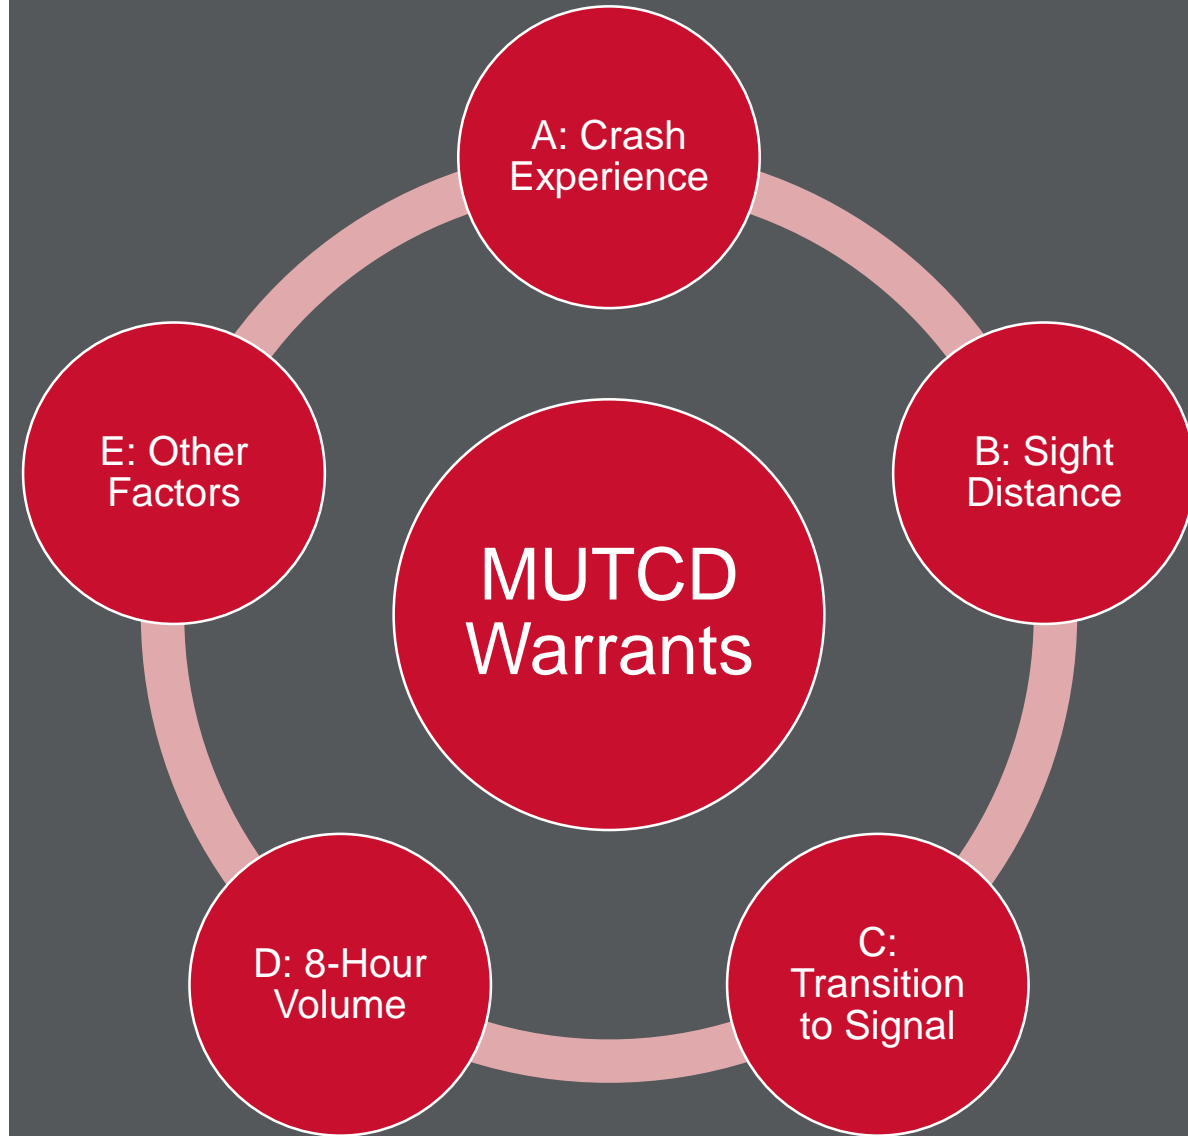 A: Crash
Experience
B: Sight
Distance
C:
Transition
to Signal
D: 8-Hour
Volume
E: Other
Factors
MUTCD
Warrants